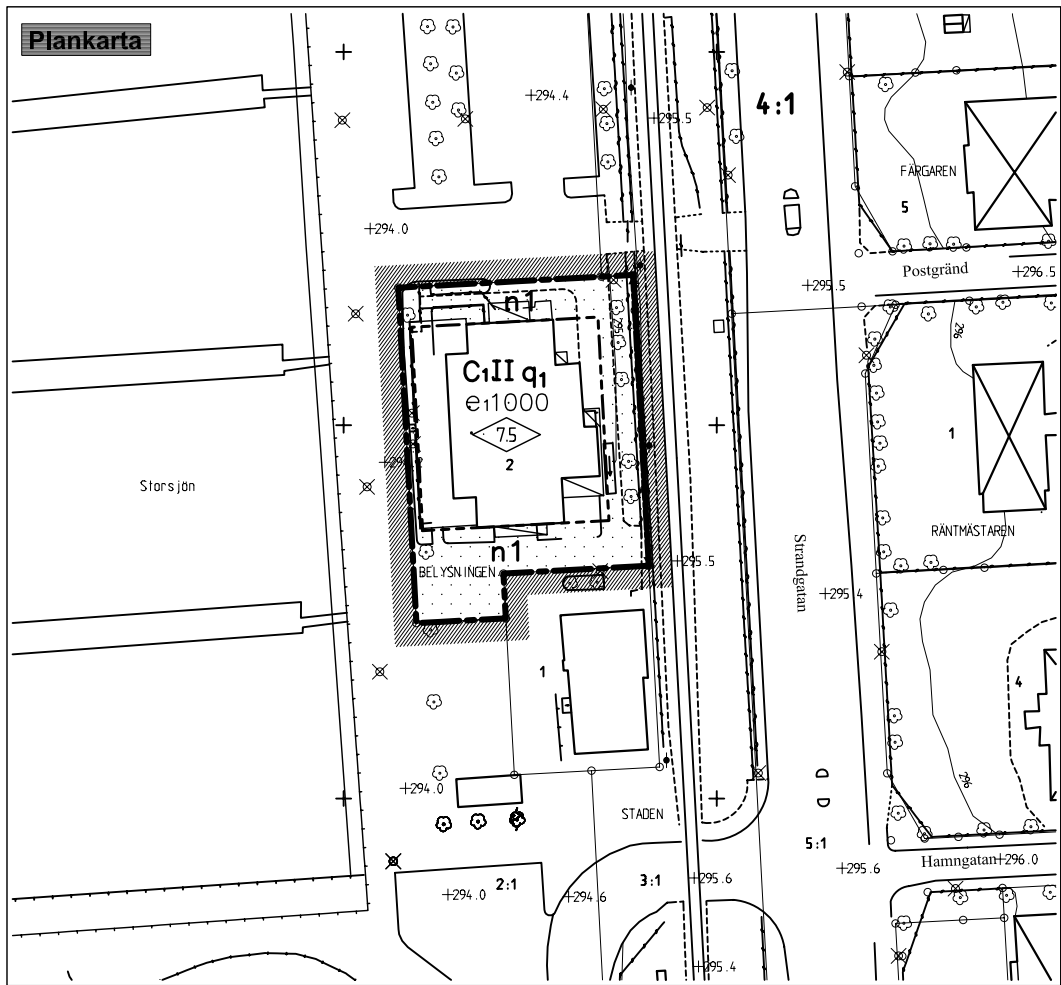 Plankarta
+294.4
4:1
+295.5
FÄRGAREN
5
+294.0
Postgränd
+296.5
+295.5
n1
296
C1II q1
e11000
7.5
2
1
Storsjön
RÄNTMÄSTAREN
n1
BELYSNINGEN
+295.5
Strandgatan
+295.4
1
4
296
+294.0
STADEN
5:1
+295.6
Hamngatan
+296.0
2:1
3:1
+295.6
+294.0
+294.6
+295.4